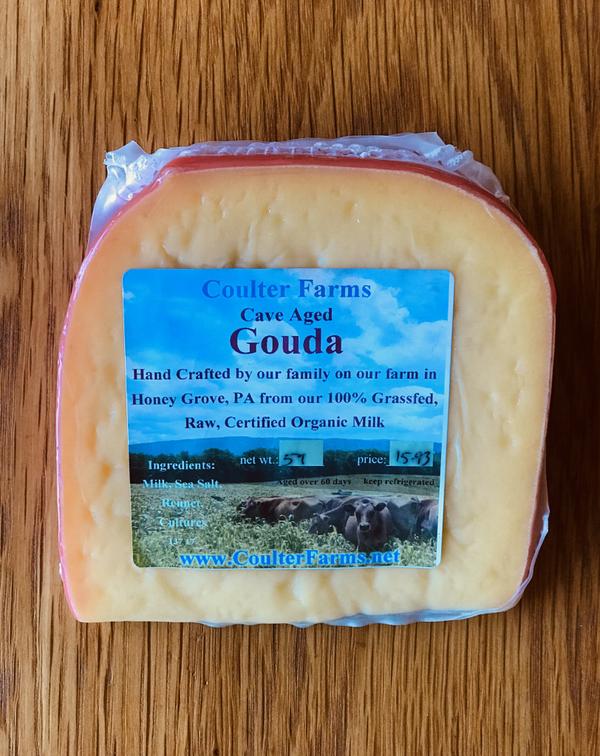 Coulter Farms
Cave Aged
Gouda
Hand Crafted by our family on our farm in
Honey Grove, PA from our 100% Grassfed,
Raw, Certified Organic Milk
net wt.: .57 price: 15.93
Aged over 60 days keep refrigerated
Ingredients:
Milk, Sea Salt,
Rennet,
Cultures
www.CoulterFarms.net